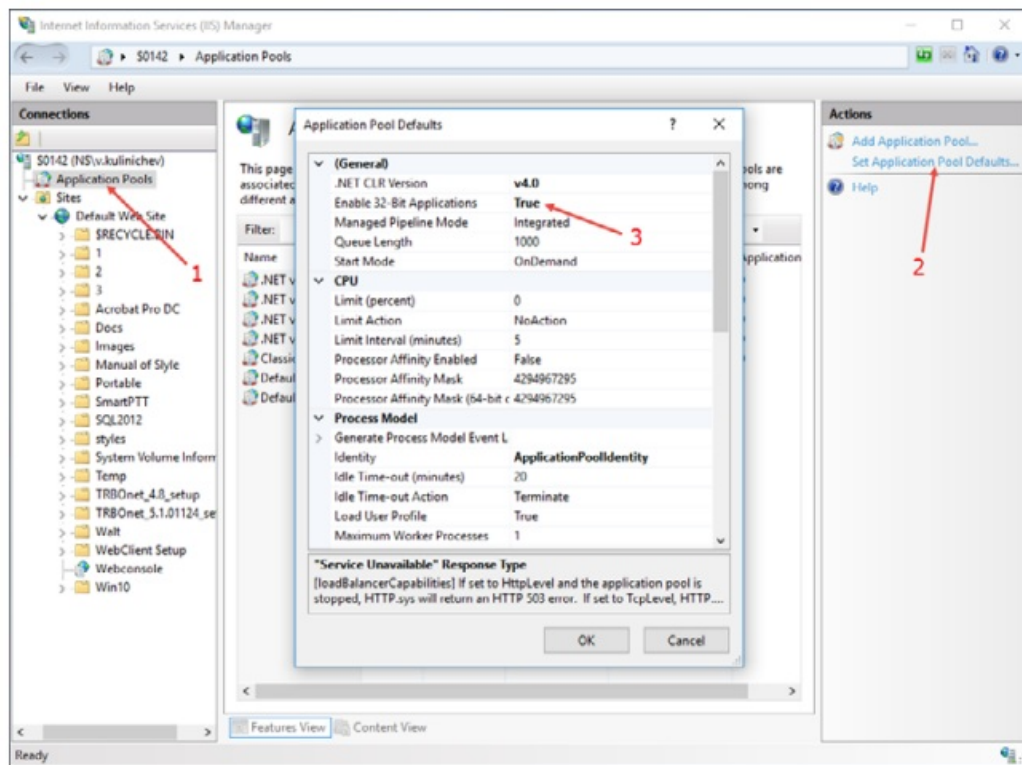 Internet Information Services (IIS) Manager
S0142 Application Pools
File View Help
Connections
S0142 (NS\v.kulinichev)
Application Pools
Sites
Default Web Site
$RECYCLE.BIN
1
2
3
Acrobat Pro DC
Docs
Images
Manual of Style
Portable
SmartPTT
SQL2012
styles
System Volume Inform
Temp
TRBOnet_4.8_setup
TRBOnet_5.1.01124_se
Walt
WebClient Setup
Webconsole
Win10
1
This page
associated
different a
Filter:
Name
.NET v
.NET v
.NET v
.NET v
Classic
Defaul
Defaul
ols are
nong
pplication
Application Pool Defaults
(General)
.NET CLR Version v4.0
Enable 32-Bit Applications True
Managed Pipeline Mode Integrated
Queue Length 1000
Start Mode OnDemand
3
CPU
Limit (percent) 0
Limit Action NoAction
Limit Interval (minutes) 5
Processor Affinity Enabled False
Processor Affinity Mask 4294967295
Processor Affinity Mask (64-bit c 4294967295
Process Model
Generate Process Model Event L
Identity ApplicationPoolIdentity
Idle Time-out (minutes) 20
Idle Time-out Action Terminate
Load User Profile True
Maximum Worker Processes 1
"Service Unavailable" Response Type
[loadBalancerCapabilities] If set to HttpLevel and the application pool is
stopped, HTTP.sys will return an HTTP 503 error. If set to TcpLevel, HTTP....
OK Cancel
Actions
Add Application Pool...
Set Application Pool Defaults...
Help
2
Features View Content View
Ready